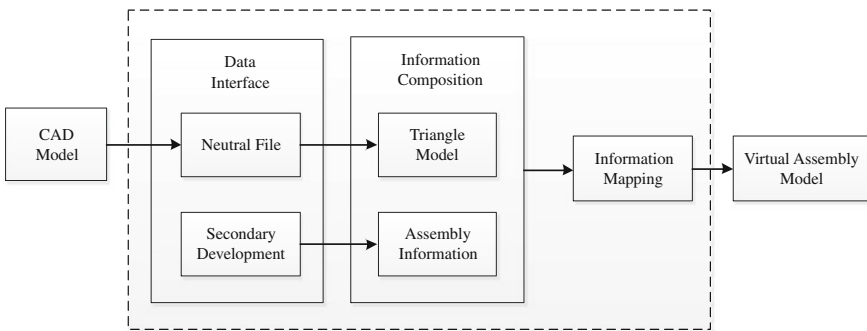 CAD
Model
Data
Interface
Neutral File
Secondary
Development
Information
Composition
Triangle
Model
Assembly
Information
Information
Mapping
Virtual Assembly
Model